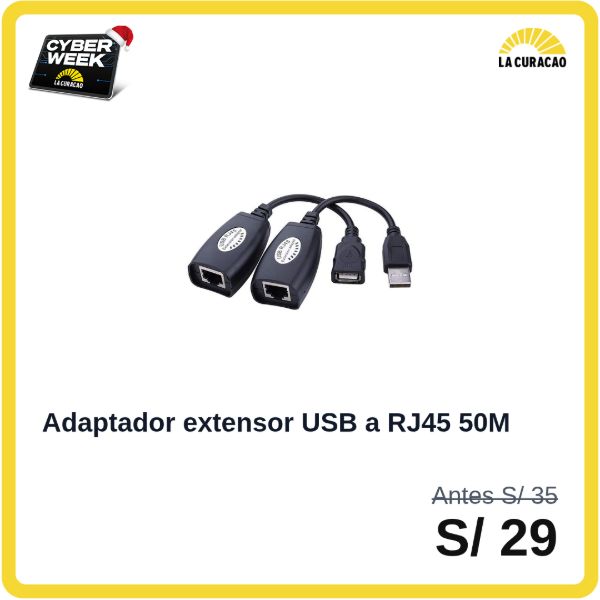 CYBER
WEEK
LA CURACAO
LA CURACAO
Adaptador extensor USB a RJ45 50M
Antes S/ 35
S/ 29